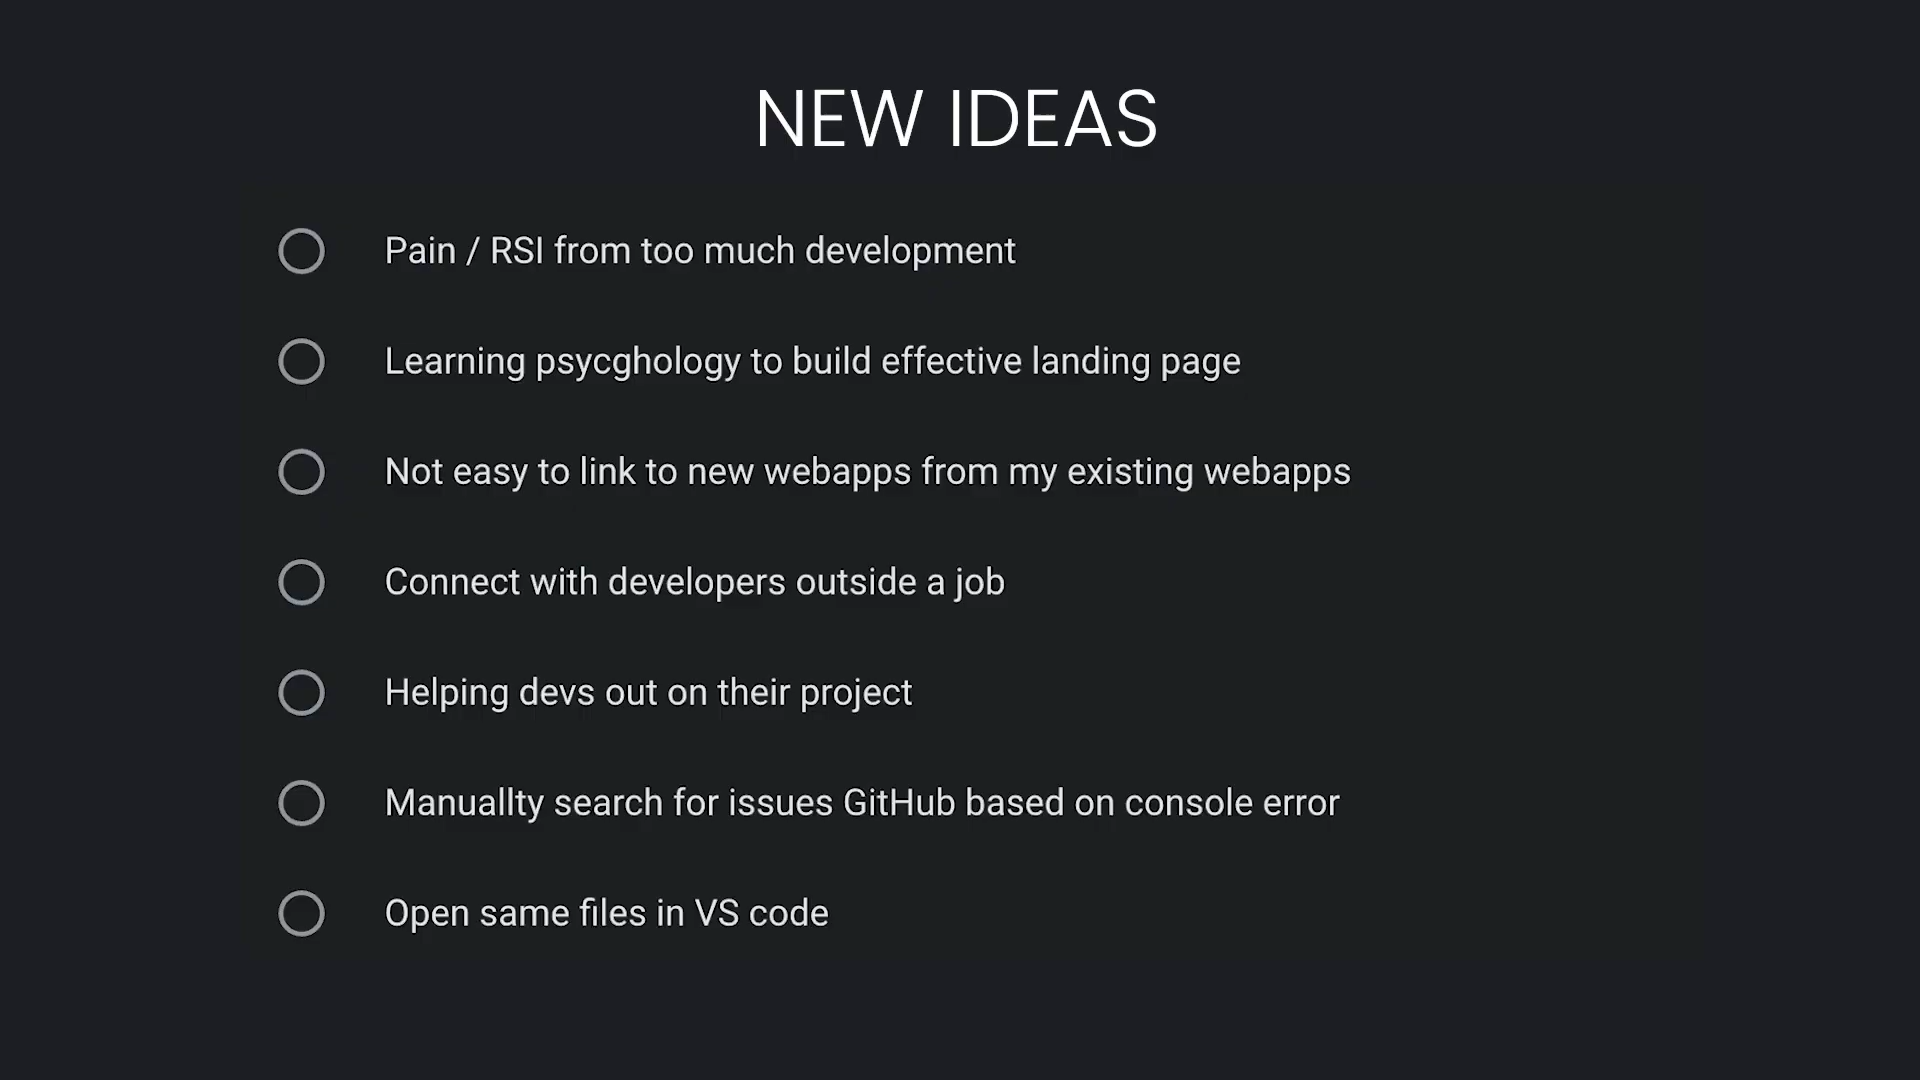 NEW IDEAS
Pain / RSI from too much development
Learning psycghology to build effective landing page
Not easy to link to new webapps from my existing webapps
Connect with developers outside a job
Helping devs out on their project
Manuallty search for issues GitHub based on console error
Open same files in VS code